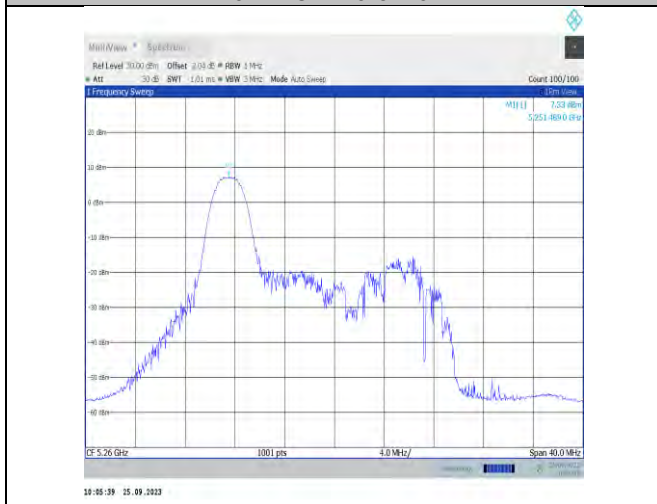 MultiView Spectrum
Ref Level 30.00 dBm Offset 2.04 dB RBW 1 MHz
Att 30 dB SWT 1.01 ms VBW 3 MHz Mode Auto Sweep Count 100/100
1 Frequency Sweep 1Rm View
M1[1] 7.33 dBm
20 dBm
10 dBm
0 dBm
-10 dBm
-20 dBm
-30 dBm
-40 dBm
-50 dBm
-60 dBm
CF 5.26 GHz 1001 pts 4.0 MHz/ Span 40.0 MHz
10:05:39 25.09.2023